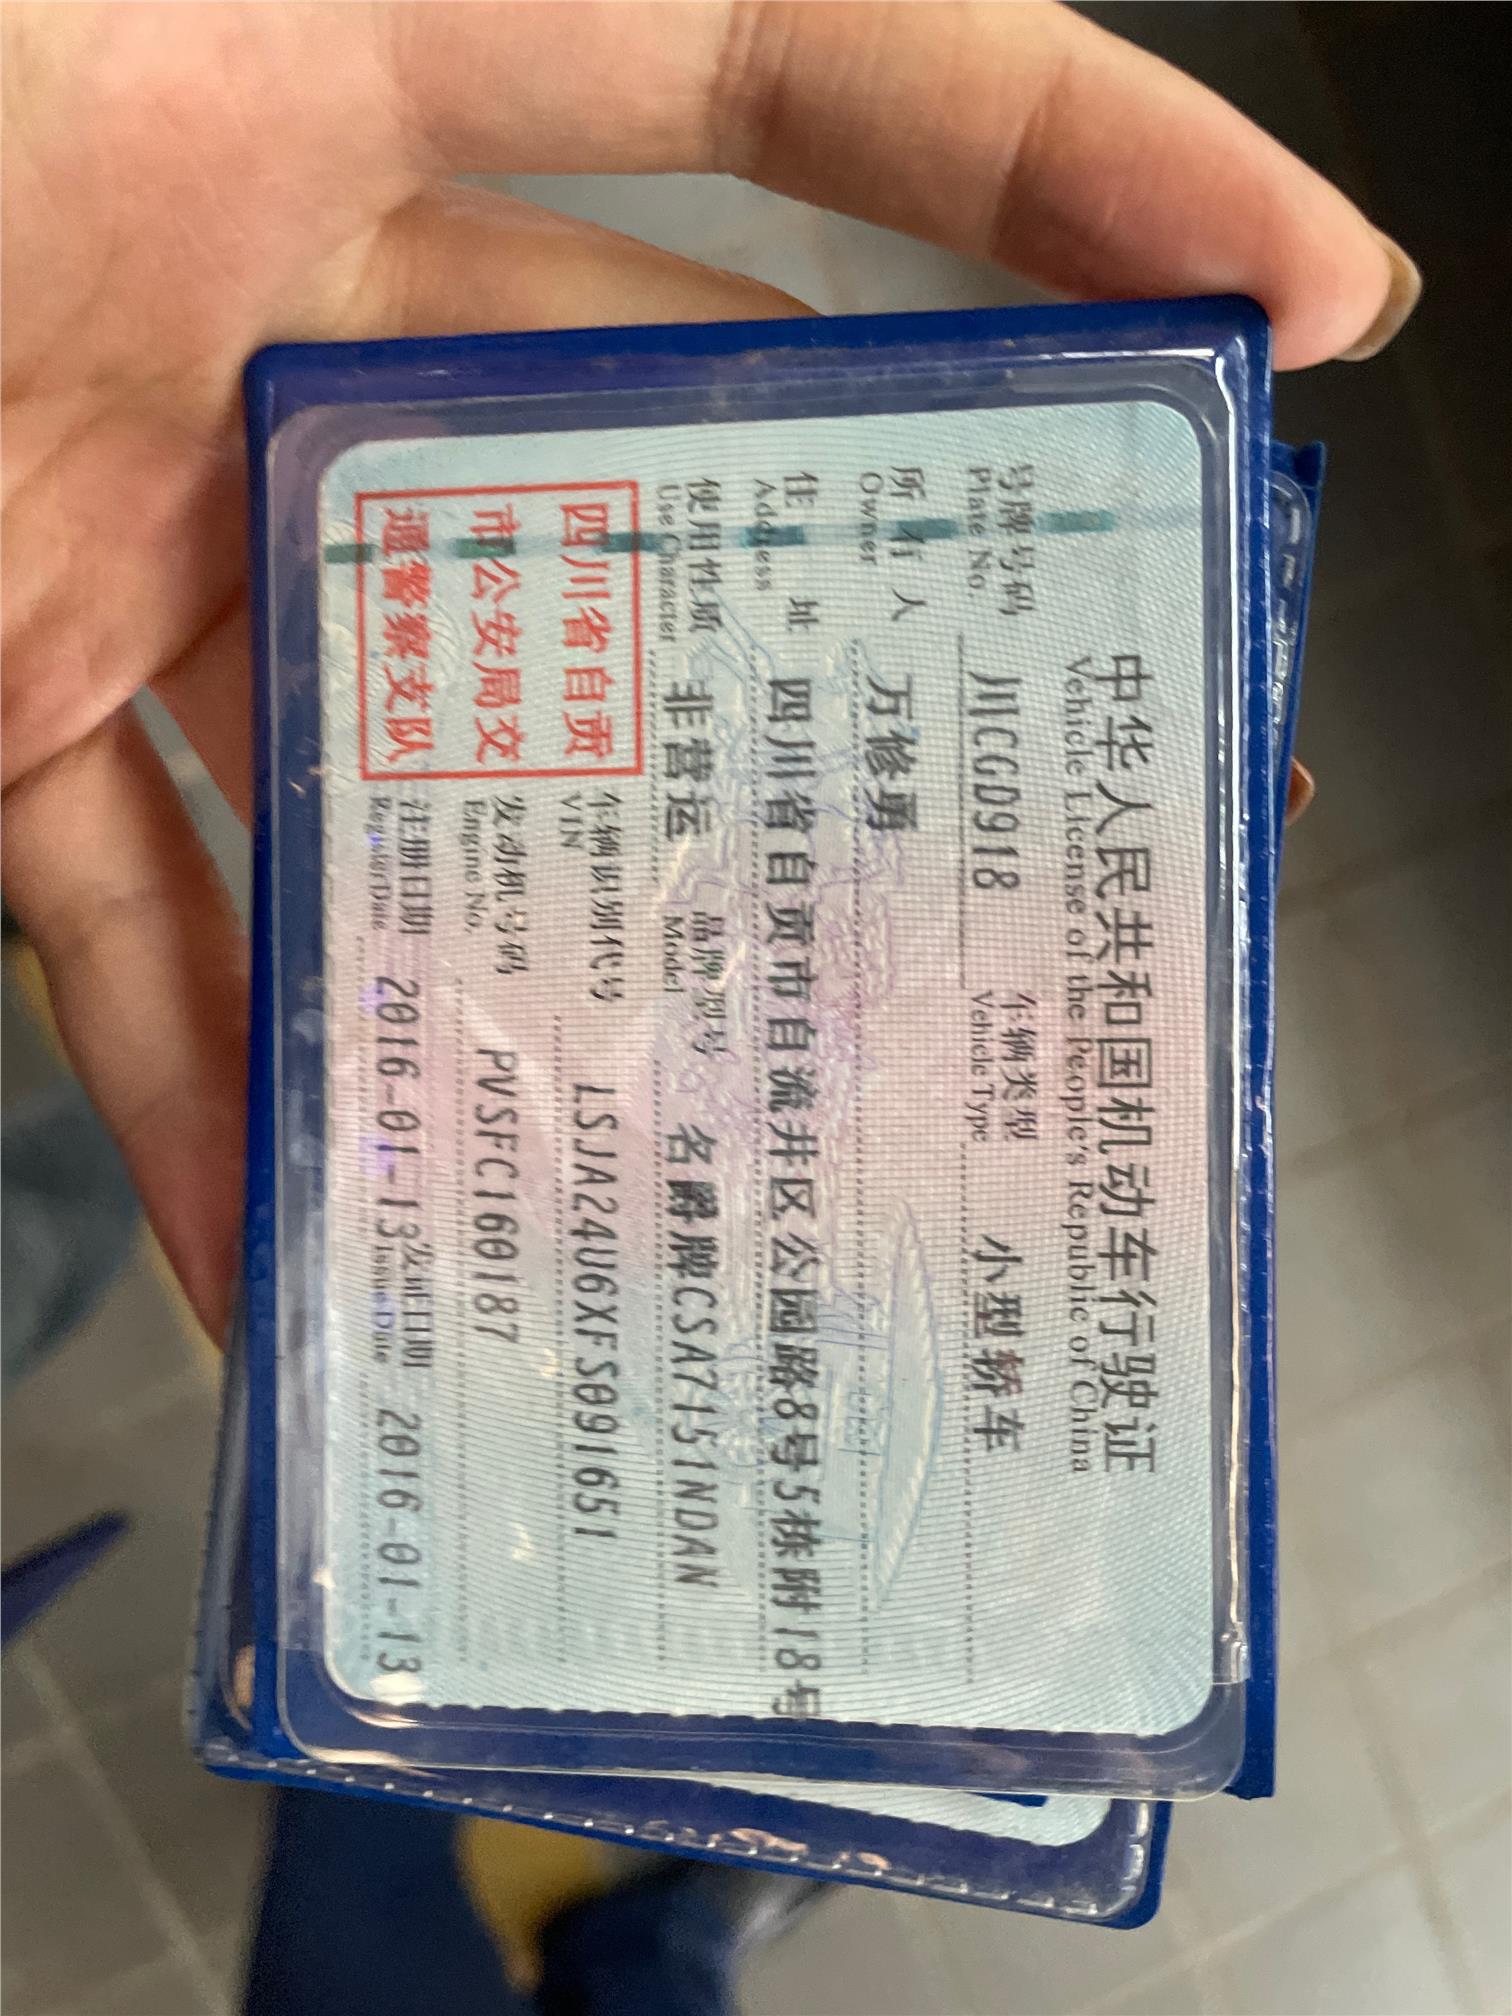 中华人民共和国机动车行驶证
Vehicle License of the People's Republic of China
号牌号码 川CGD918 车辆类型 小型轿车
Plate No. Vehicle Type
所有人 万修勇
Owner
住址 四川省自贡市自流井区公园路8号5栋附18号
Address
使用性质 非营运 品牌型号 名爵牌CSA7151NDAN
Use Character Model
四川省自贡
市公安局交
通警察支队
车辆识别代号 LSJA24U6XFS091651
VIN
发动机号码 PVSFC160187
Engine No.
注册日期 2016-01-13 发证日期 2016-01-13
Register Date Issue Date